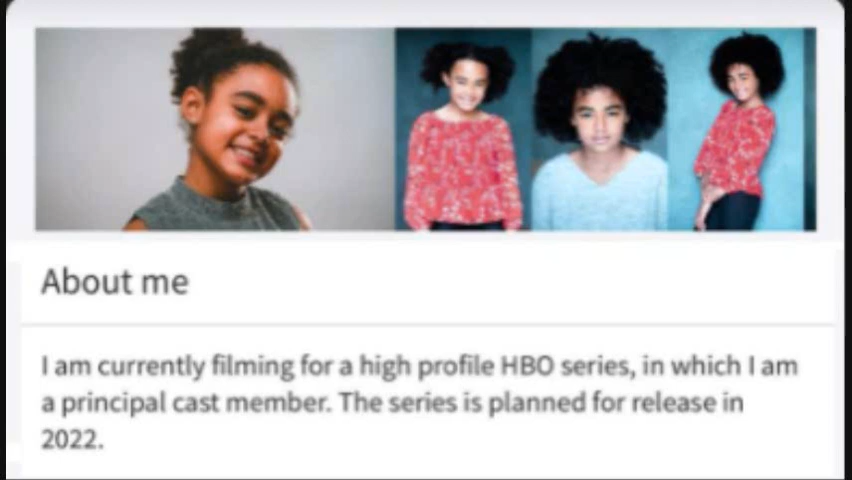 About me
I am currently filming for a high profile HBO series, in which I am
a principal cast member. The series is planned for release in
2022.